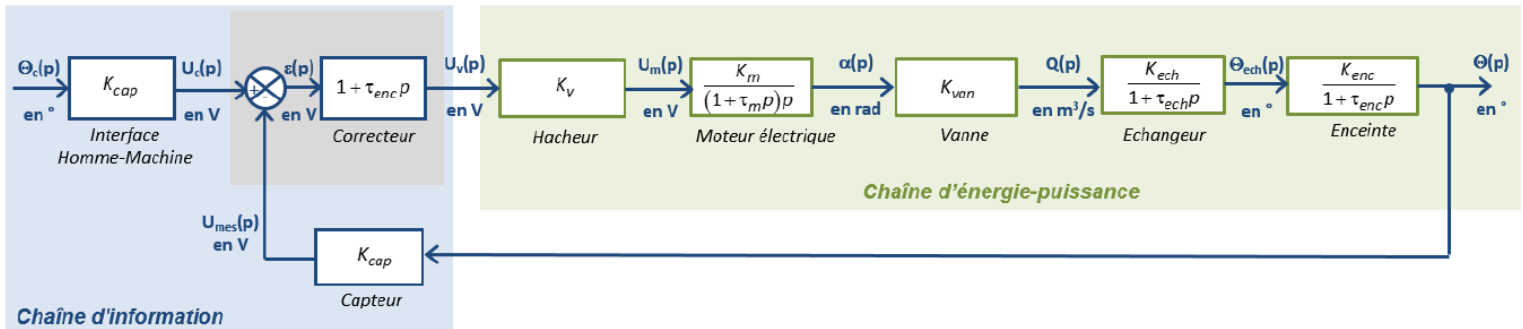 Θc(p)
en °
Kcap
Interface
Homme-Machine
Uc(p)
en V
+
-
ε(p)
en V
1 + τenc p
Correcteur
Uv(p)
en V
Kv
Hacheur
Um(p)
en V
Km
(1 + τm p) p
Moteur électrique
α(p)
en rad
Kvan
Vanne
Q(p)
en m³/s
Kech
1 + τech p
Echangeur
Θech(p)
en °
Kenc
1 + τenc p
Enceinte
Θ(p)
en °
Chaîne d'énergie-puissance
Umes(p)
en V
Kcap
Capteur
Chaîne d'information